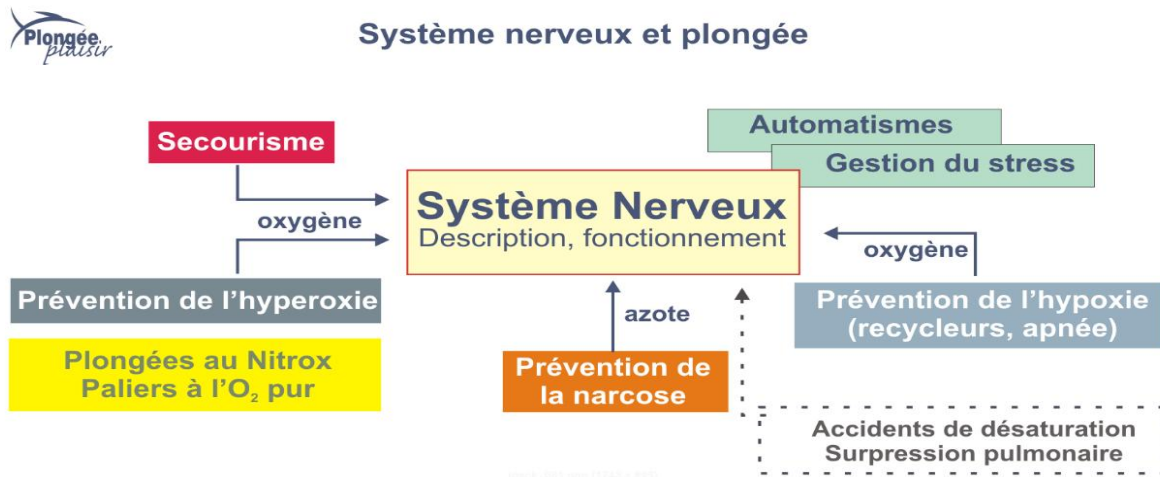 Plongée
plaisir
Système nerveux et plongée
Secourisme
Automatismes
Gestion du stress
oxygène
Système Nerveux
Description, fonctionnement
oxygène
Prévention de l'hyperoxie
Plongées au Nitrox
Paliers à l'O₂ pur
azote
Prévention de
la narcose
Prévention de l'hypoxie
(recycleurs, apnée)
Accidents de désaturation
Surpression pulmonaire